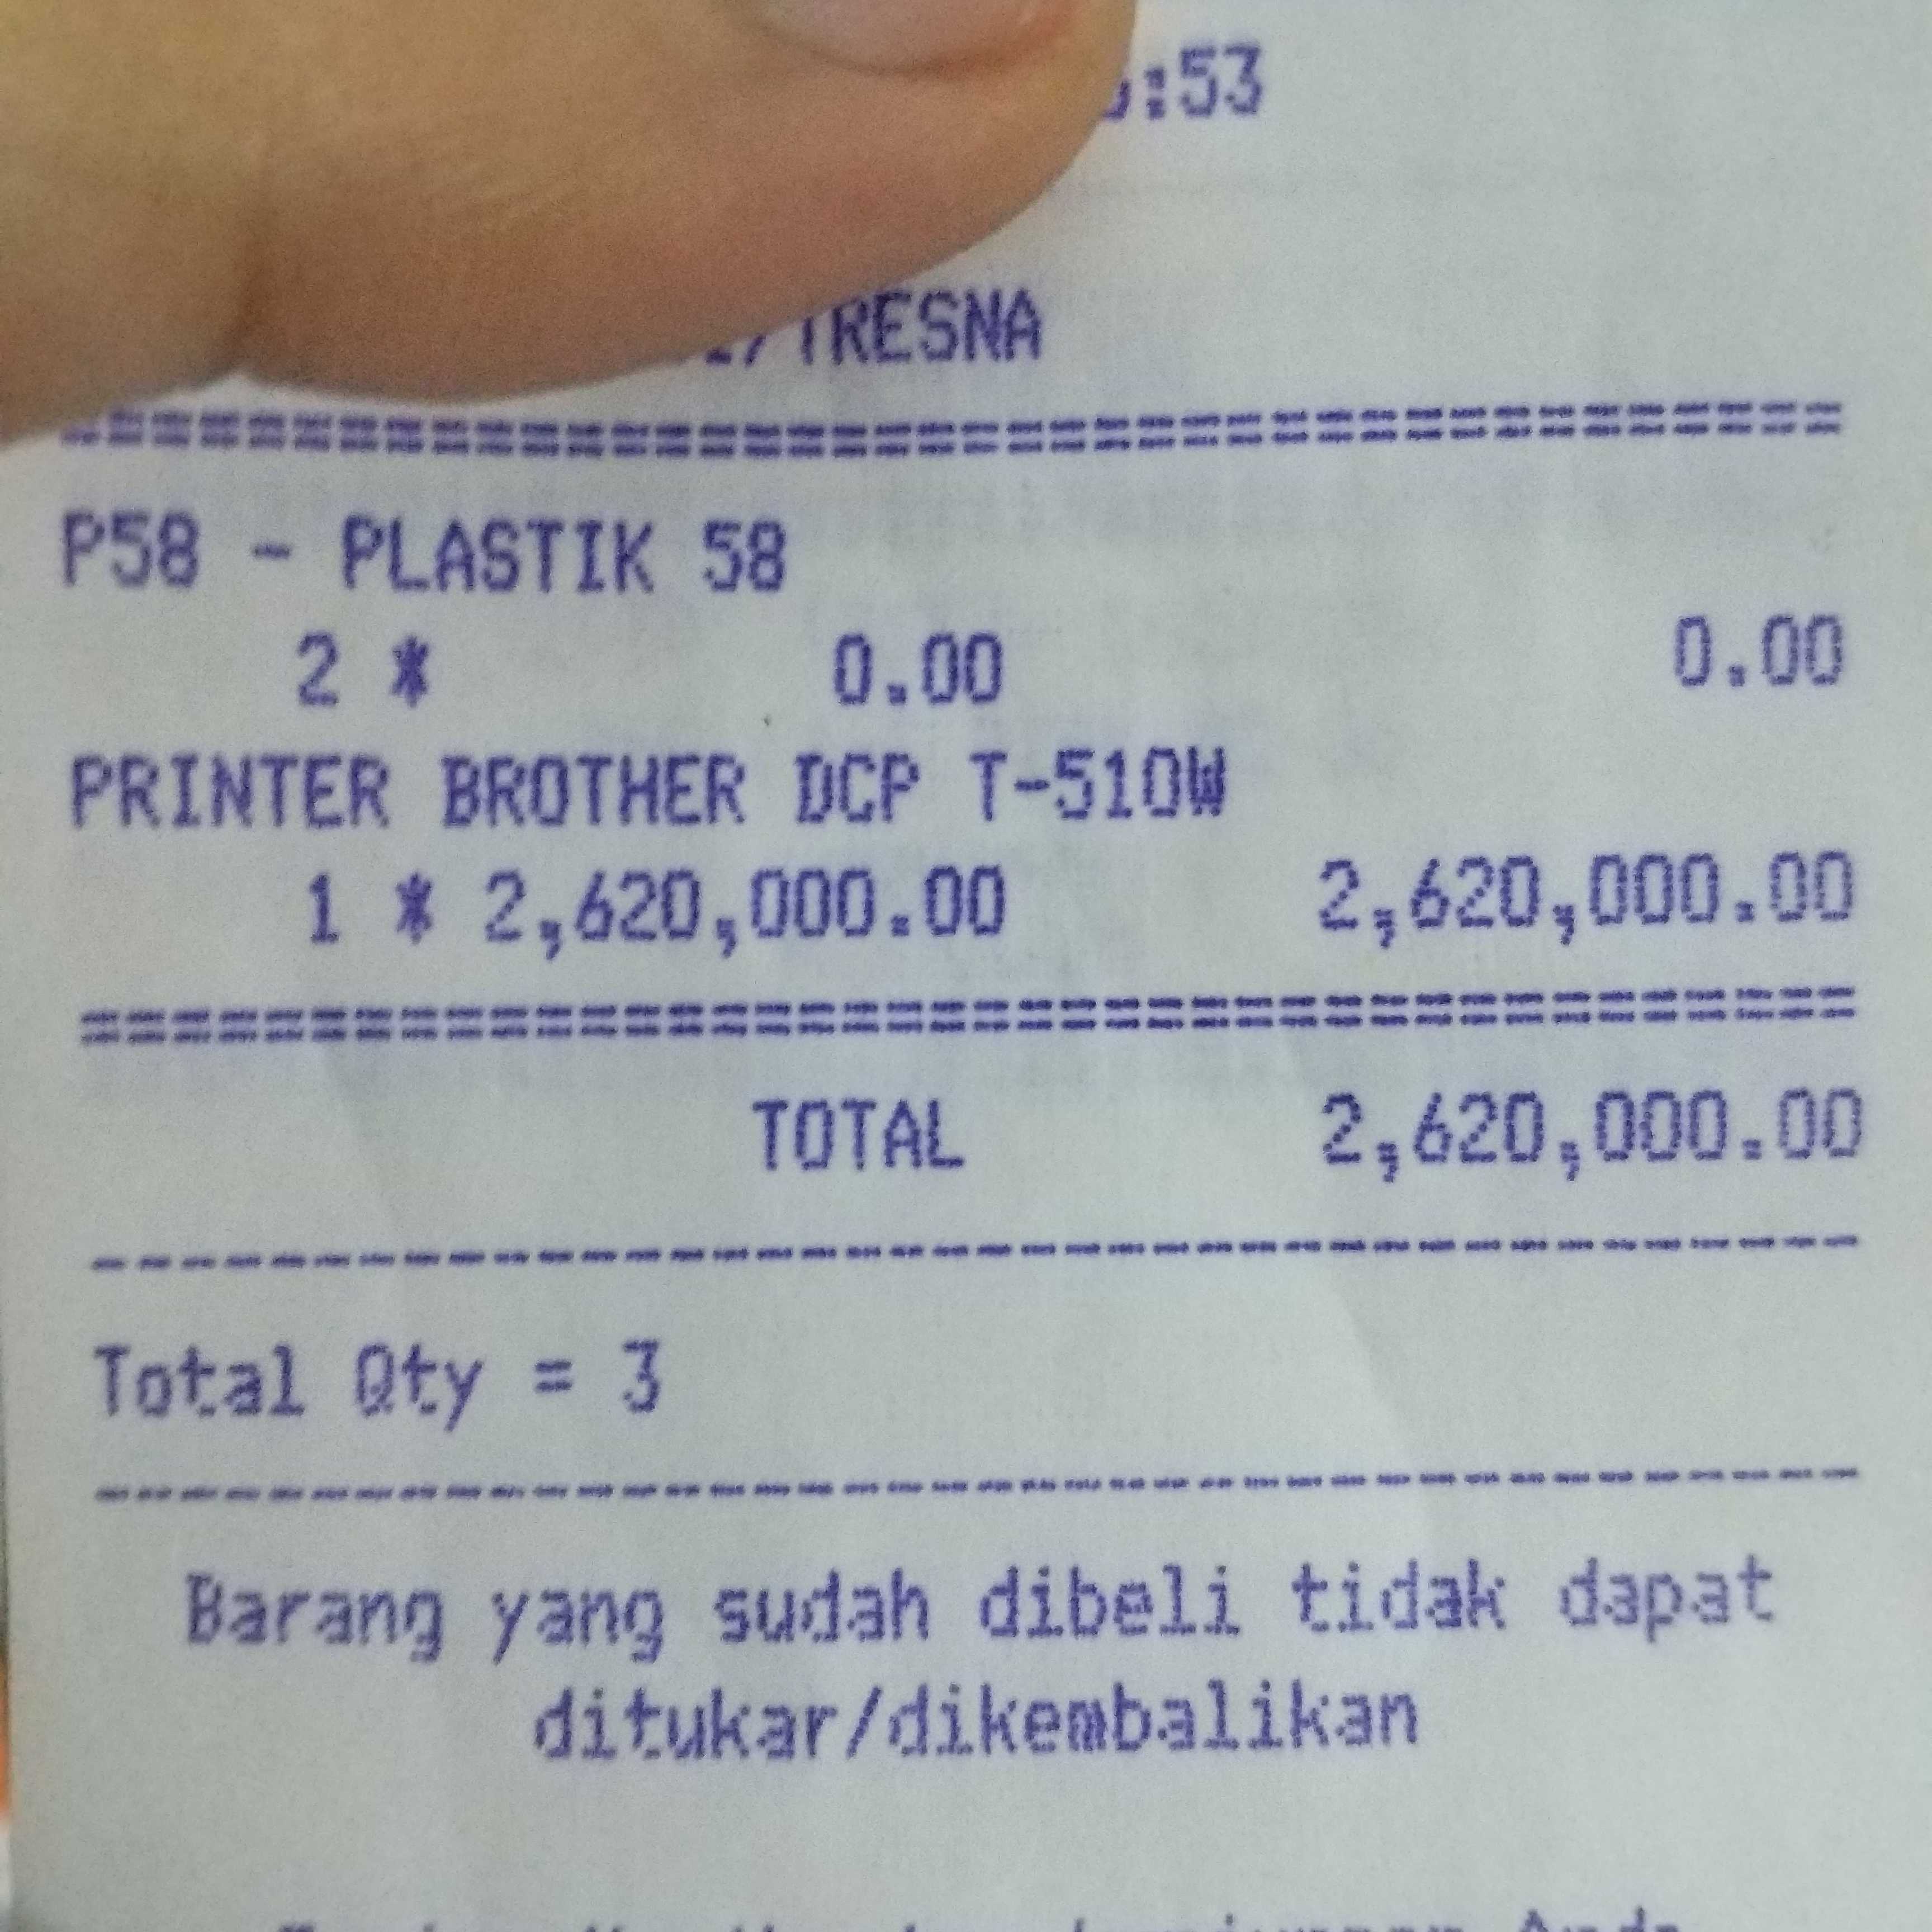 :53
/TRESNA
P58 - PLASTIK 58
2 * 0.00 0.00
PRINTER BROTHER DCP T-510W
1 * 2,620,000.00 2,620,000.00
TOTAL 2,620,000.00
Total Qty = 3
Barang yang sudah dibeli tidak dapat
ditukar/dikembalikan